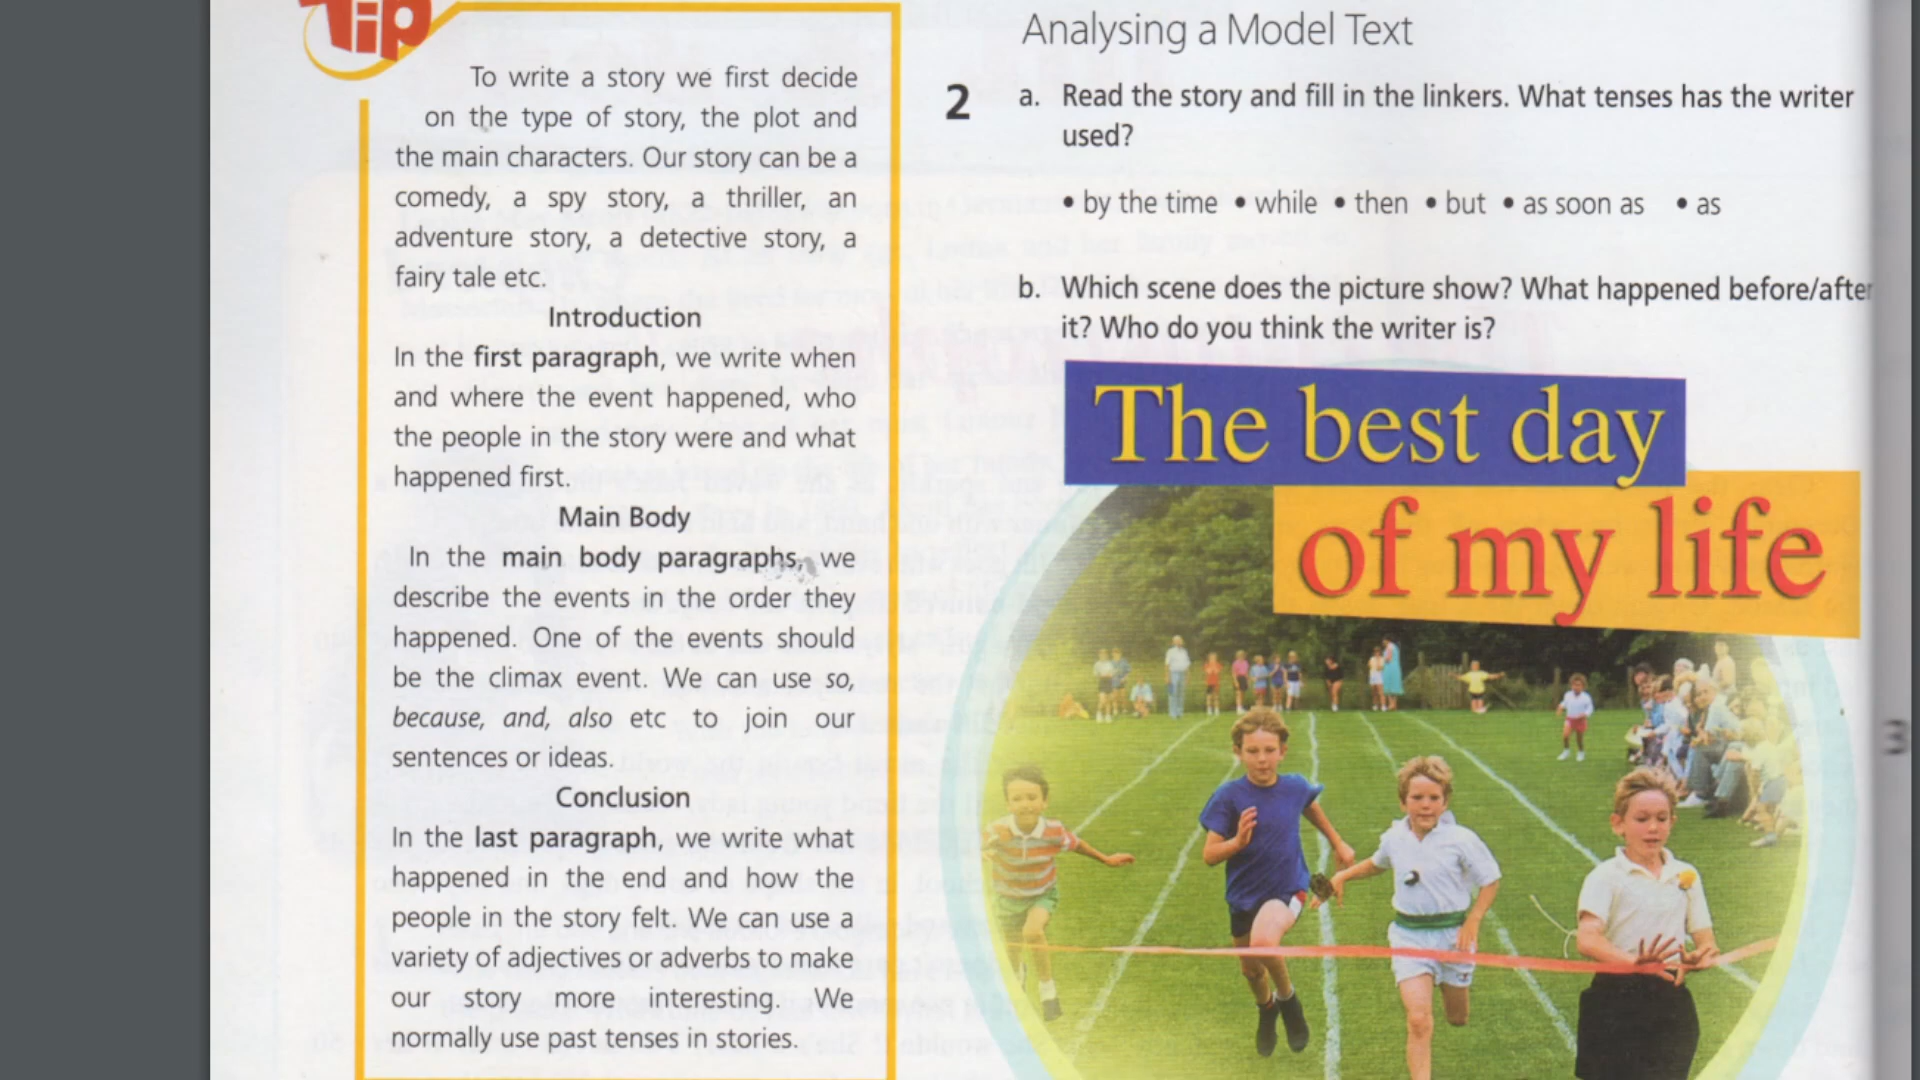 Tip
To write a story we first decide
on the type of story, the plot and
the main characters. Our story can be a
comedy, a spy story, a thriller, an
adventure story, a detective story, a
fairy tale etc.
Introduction
In the first paragraph, we write when
and where the event happened, who
the people in the story were and what
happened first.
Main Body
In the main body paragraphs, we
describe the events in the order they
happened. One of the events should
be the climax event. We can use so,
because, and, also etc to join our
sentences or ideas.
Conclusion
In the last paragraph, we write what
happened in the end and how the
people in the story felt. We can use a
variety of adjectives or adverbs to make
our story more interesting. We
normally use past tenses in stories.
Analysing a Model Text
2 a. Read the story and fill in the linkers. What tenses has the writer
used?
• by the time • while • then • but • as soon as • as
b. Which scene does the picture show? What happened before/after
it? Who do you think the writer is?
The best day
of my life